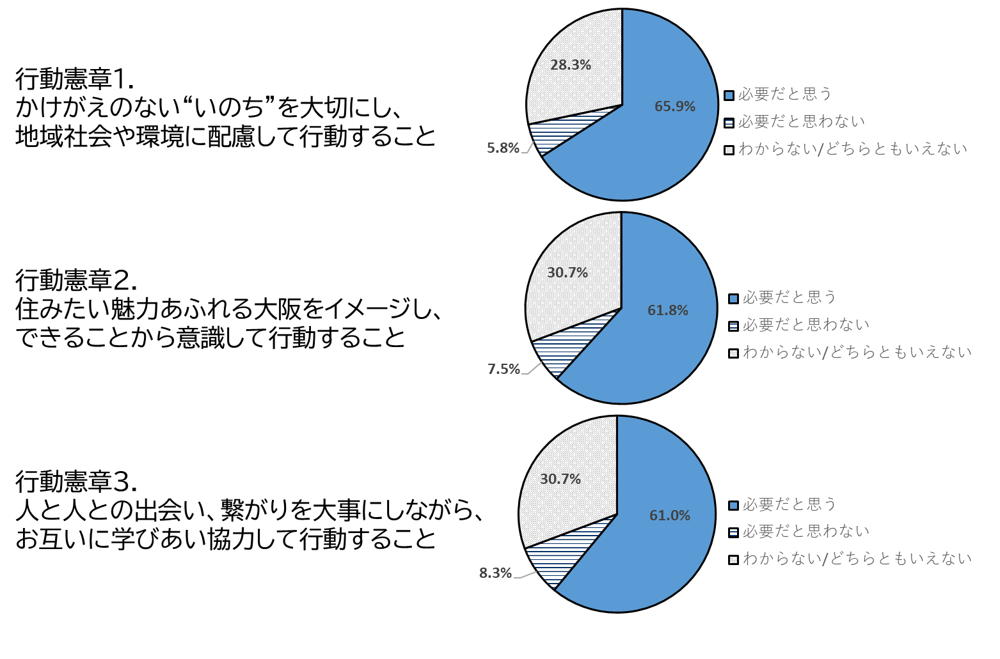 行動憲章1.
かけがえのない“いのち”を大切にし、
地域社会や環境に配慮して行動すること
28.3%
65.9%
5.8%
必要だと思う
必要だと思わない
わからない/どちらともいえない
行動憲章2.
住みたい魅力あふれる大阪をイメージし、
できることから意識して行動すること
30.7%
61.8%
7.5%
必要だと思う
必要だと思わない
わからない/どちらともいえない
行動憲章3.
人と人との出会い、繋がりを大事にしながら、
お互いに学びあい協力して行動すること
30.7%
61.0%
8.3%
必要だと思う
必要だと思わない
わからない/どちらともいえない